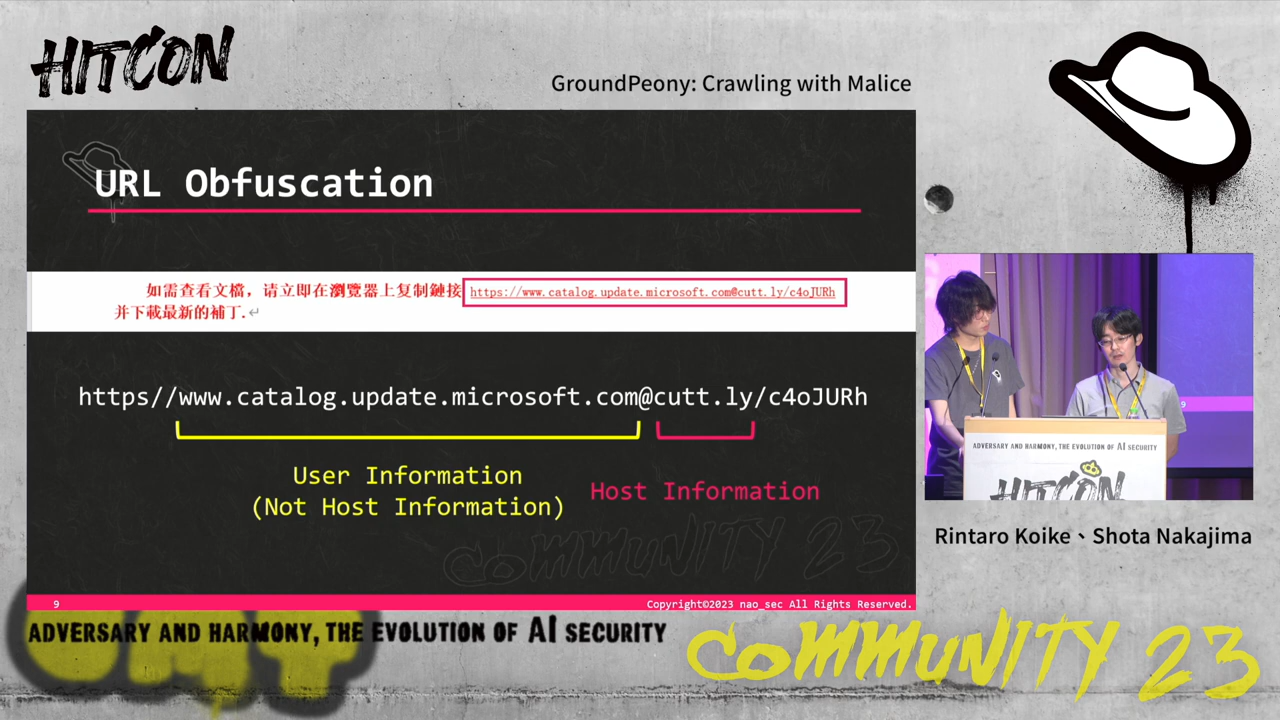 HITCON
GroundPeony: Crawling with Malice
URL Obfuscation
如需查看文檔，请立即在瀏覽器上复制鏈接 https://www.catalog.update.microsoft.com@cutt.ly/c4oJURh
并下載最新的補丁.↵
https//www.catalog.update.microsoft.com@cutt.ly/c4oJURh
User Information
(Not Host Information)
Host Information
COMMUNITY 23
9
Copyright©2023 nao_sec All Rights Reserved.
9
ADVERSARY AND HARMONY, THE EVOLUTION OF AI SECURITY
HITCON
Rintaro Koike、Shota Nakajima
ADVERSARY AND HARMONY, THE EVOLUTION OF AI SECURITY
COMMUNITY 23